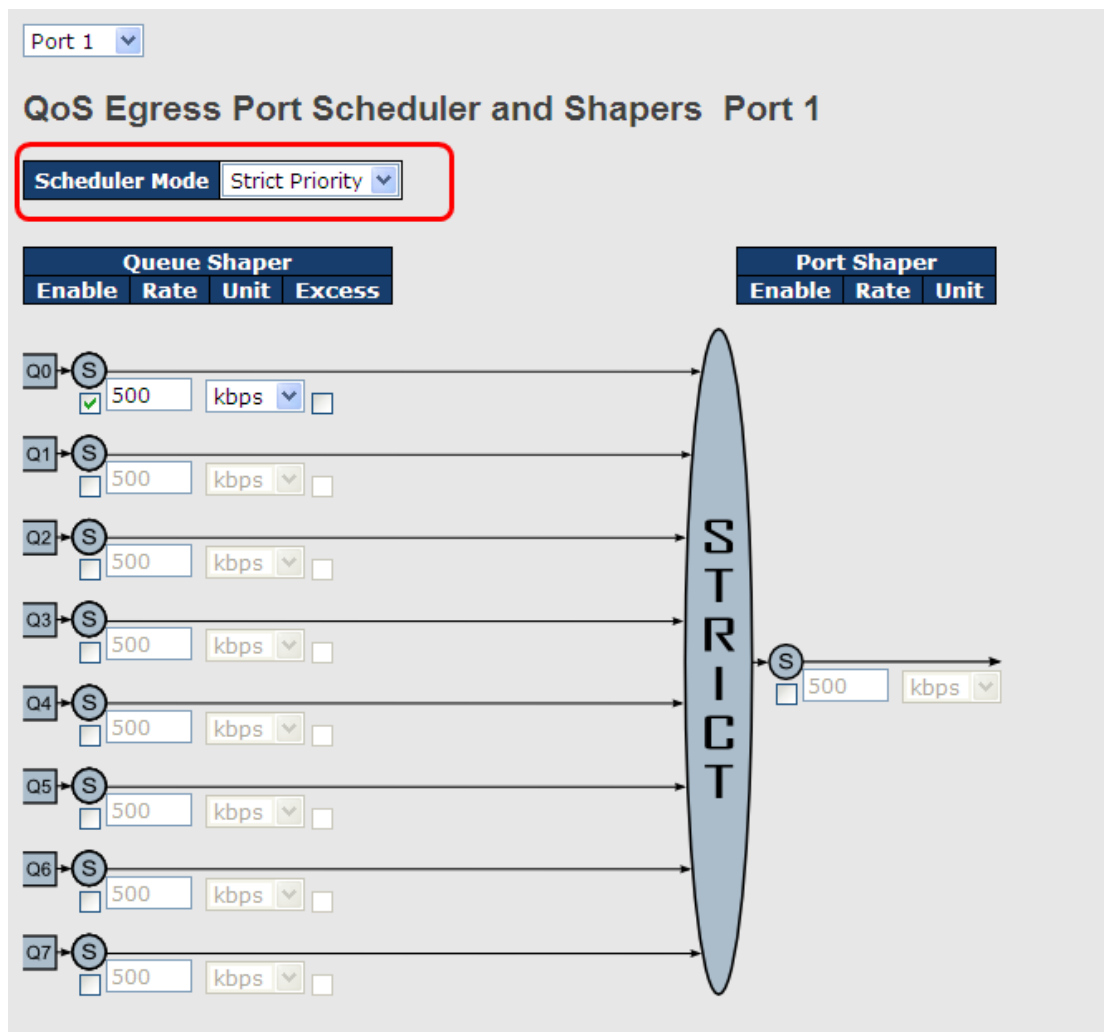 Port 1
QoS Egress Port Scheduler and Shapers Port 1
Scheduler Mode Strict Priority
Queue Shaper
Enable Rate Unit Excess
Port Shaper
Enable Rate Unit
Q0 S
500 kbps
Q1 S
500 kbps
Q2 S
500 kbps
Q3 S
500 kbps
Q4 S
500 kbps
Q5 S
500 kbps
Q6 S
500 kbps
Q7 S
500 kbps
STRICT
S
500 kbps